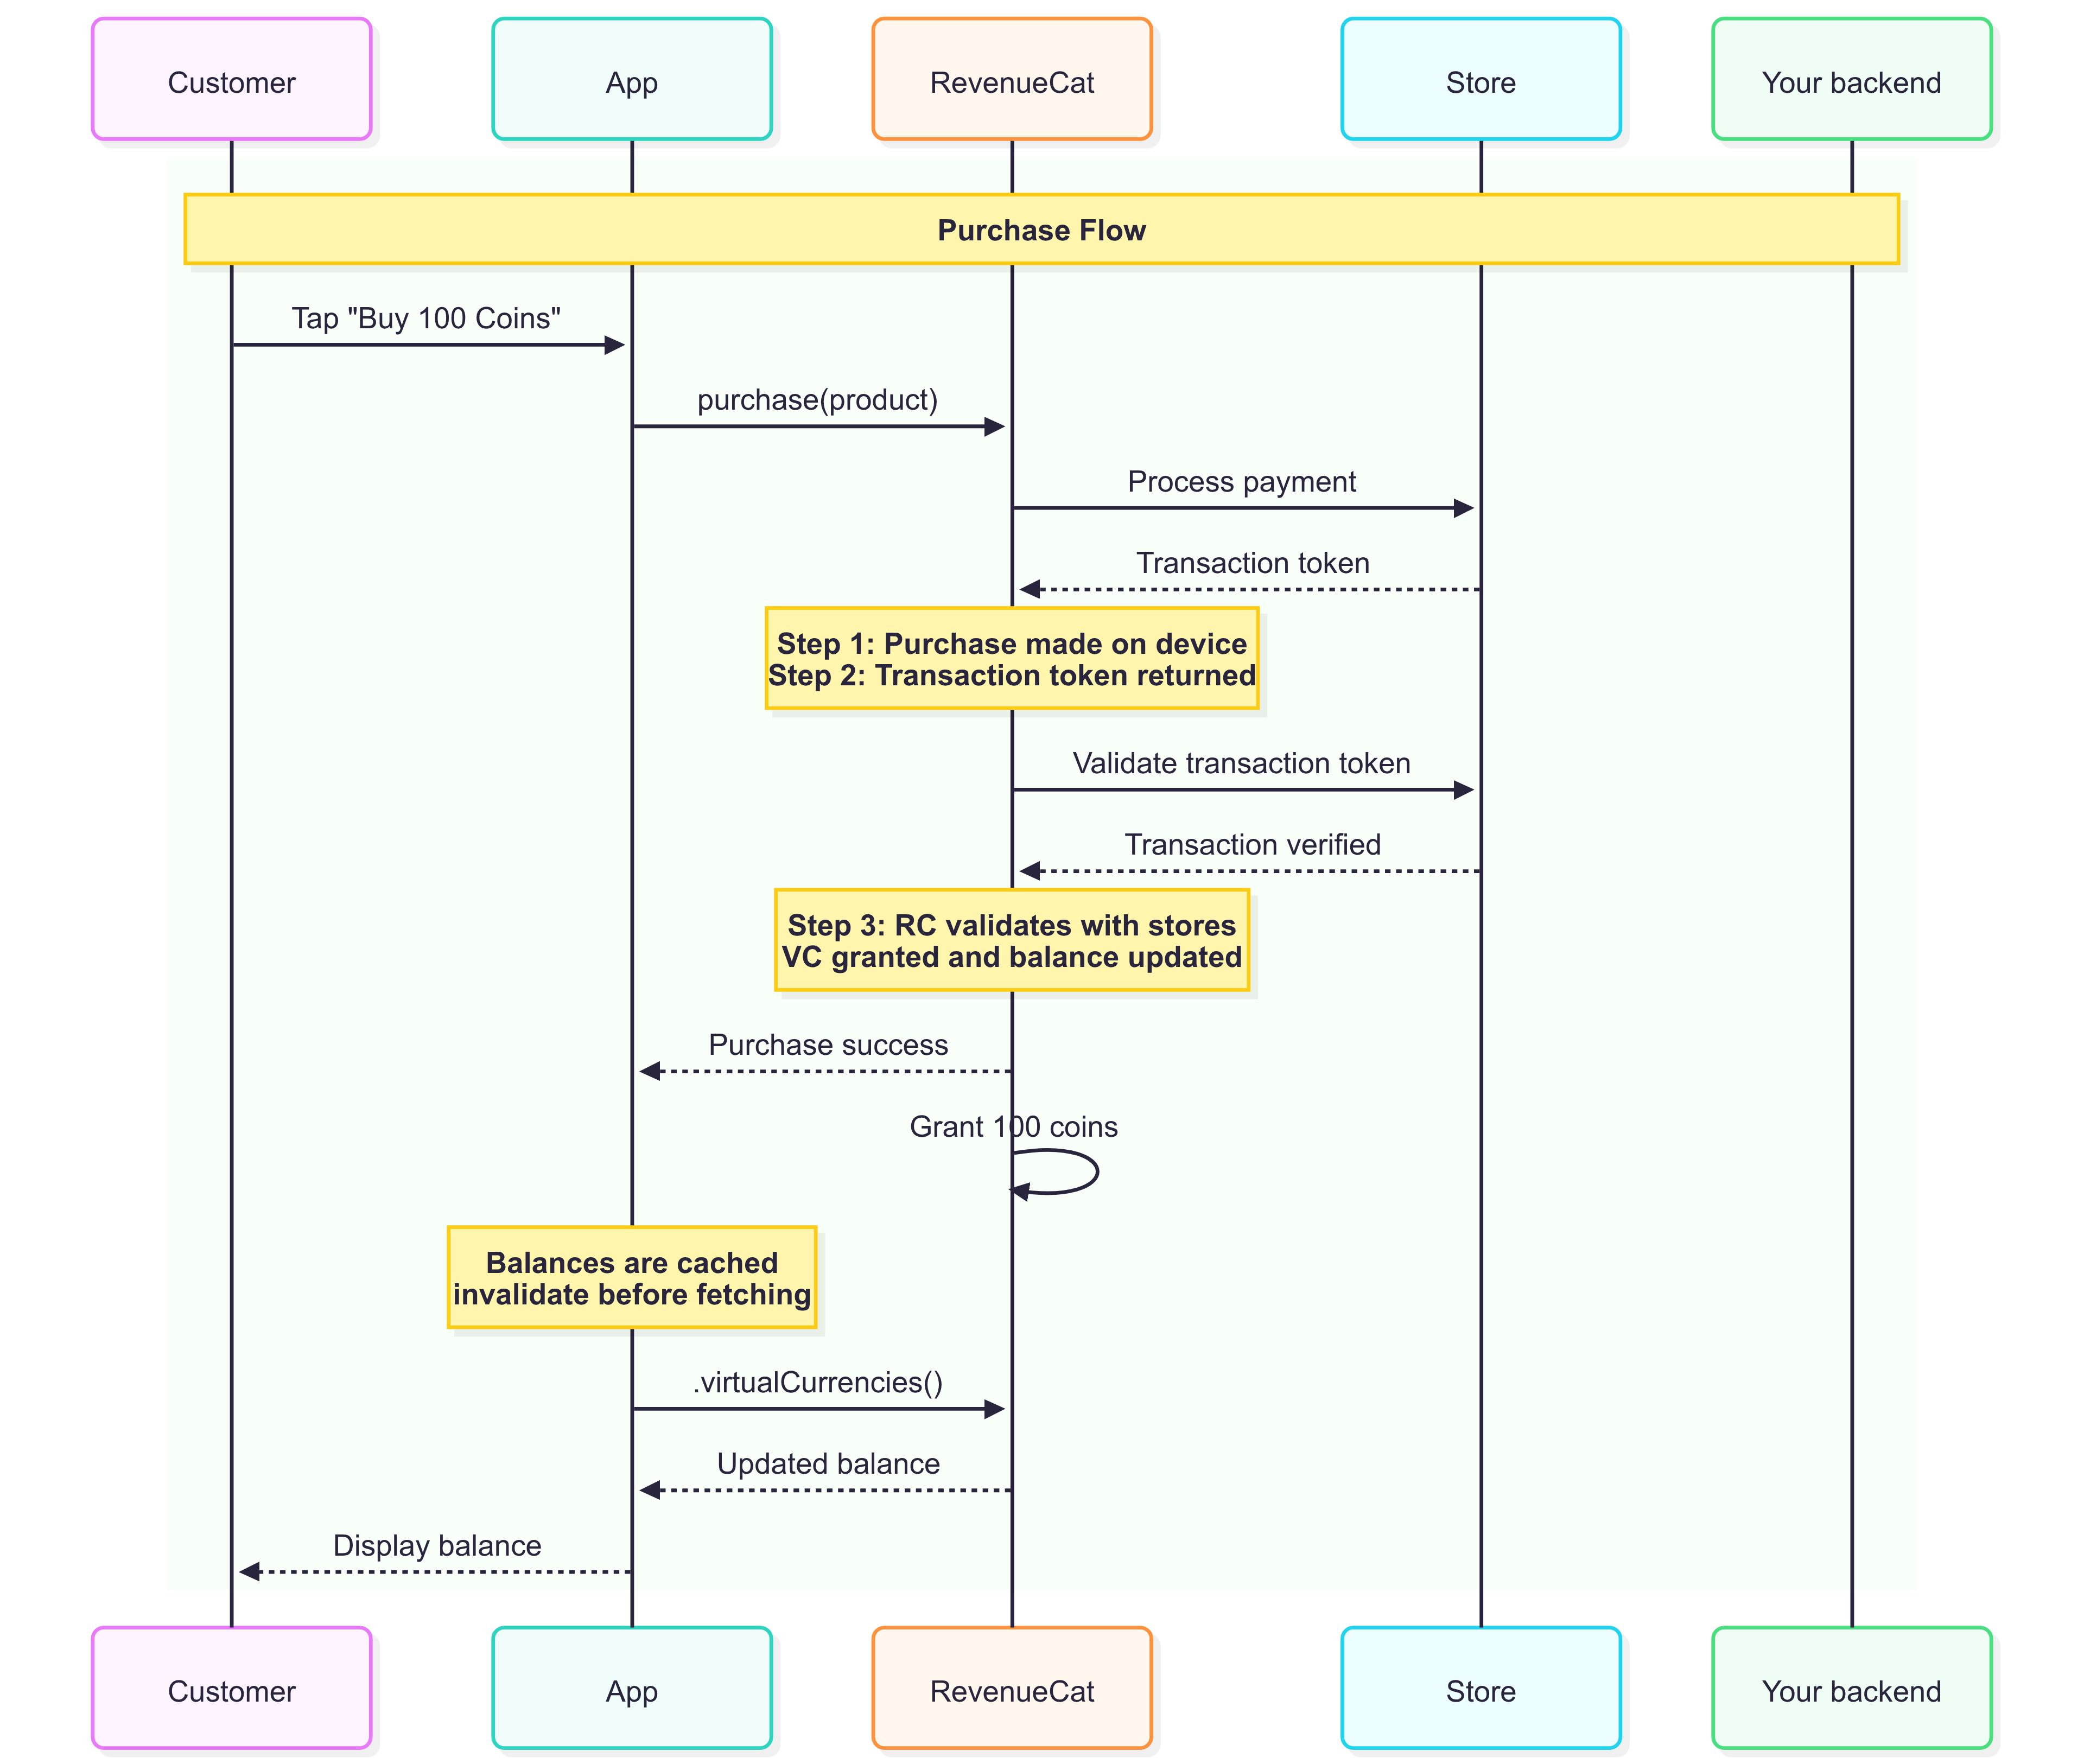 Customer
App
RevenueCat
Store
Your backend
Purchase Flow
Tap "Buy 100 Coins"
purchase(product)
Process payment
Transaction token
Step 1: Purchase made on device
Step 2: Transaction token returned
Validate transaction token
Transaction verified
Step 3: RC validates with stores
VC granted and balance updated
Purchase success
Grant 100 coins
Balances are cached
invalidate before fetching
.virtualCurrencies()
Updated balance
Display balance
Customer
App
RevenueCat
Store
Your backend